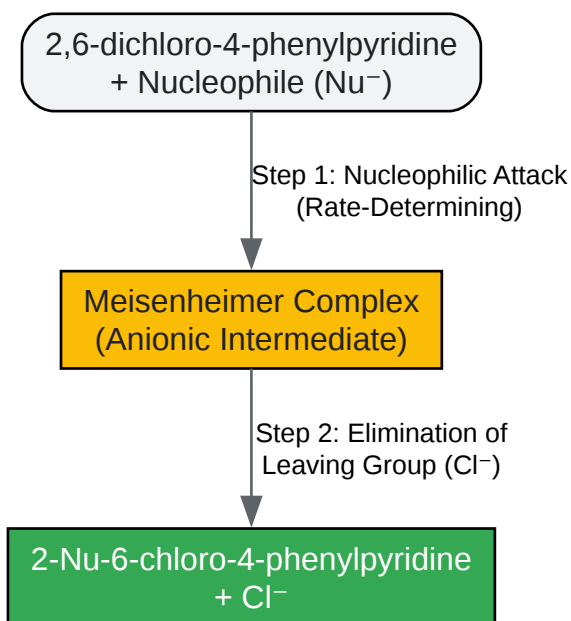 2,6-dichloro-4-phenylpyridine
+ Nucleophile (Nu⁻)
Step 1: Nucleophilic Attack
(Rate-Determining)
Meisenheimer Complex
(Anionic Intermediate)
Step 2: Elimination of
Leaving Group (Cl⁻)
2-Nu-6-chloro-4-phenylpyridine
+ Cl⁻